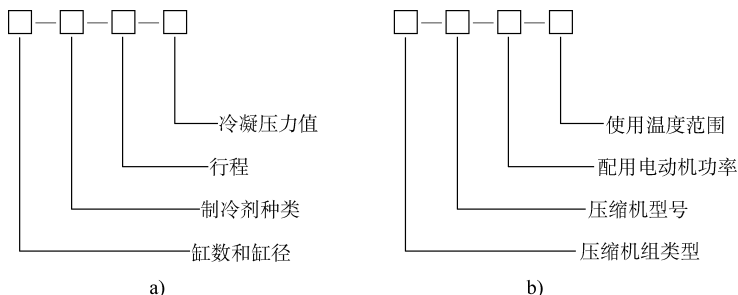 冷凝压力值
行程
制冷剂种类
缸数和缸径
a)
使用温度范围
配用电动机功率
压缩机型号
压缩机组类型
b)